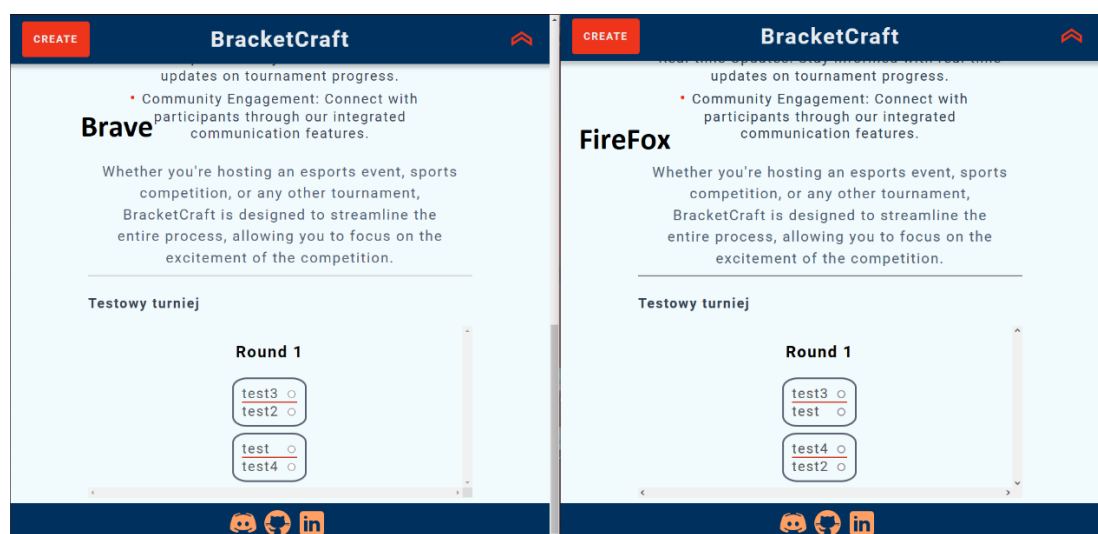 CREATE
BracketCraft
updates on tournament progress.
• Community Engagement: Connect with
participants through our integrated
communication features.
Brave
Whether you're hosting an esports event, sports
competition, or any other tournament,
BracketCraft is designed to streamline the
entire process, allowing you to focus on the
excitement of the competition.
Testowy turniej
Round 1
test3
test2
test
test4
in
CREATE
BracketCraft
updates on tournament progress.
• Community Engagement: Connect with
participants through our integrated
communication features.
FireFox
Whether you're hosting an esports event, sports
competition, or any other tournament,
BracketCraft is designed to streamline the
entire process, allowing you to focus on the
excitement of the competition.
Testowy turniej
Round 1
test3
test
test4
test2
in